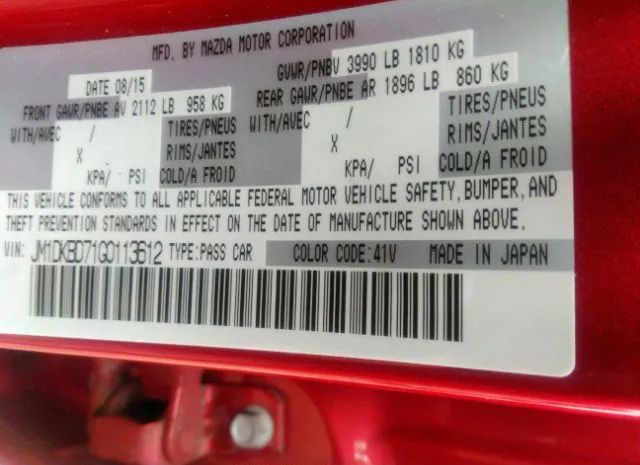 MFD. BY MAZDA MOTOR CORPORATION
DATE 08/15 GVWR/PNBV 3990 LB 1810 KG
FRONT GAWR/PNBE AV 2112 LB 958 KG REAR GAWR/PNBE AR 1896 LB 860 KG
WITH/AVEC / TIRES/PNEUS WITH/AVEC / TIRES/PNEUS
X RIMS/JANTES X RIMS/JANTES
KPA/ PSI COLD/A FROID KPA/ PSI COLD/A FROID
THIS VEHICLE CONFORMS TO ALL APPLICABLE FEDERAL MOTOR VEHICLE SAFETY, BUMPER, AND
THEFT PREVENTION STANDARDS IN EFFECT ON THE DATE OF MANUFACTURE SHOWN ABOVE.
VIN: JM1DKBD71G0113612 TYPE:PASS CAR COLOR CODE:41V MADE IN JAPAN